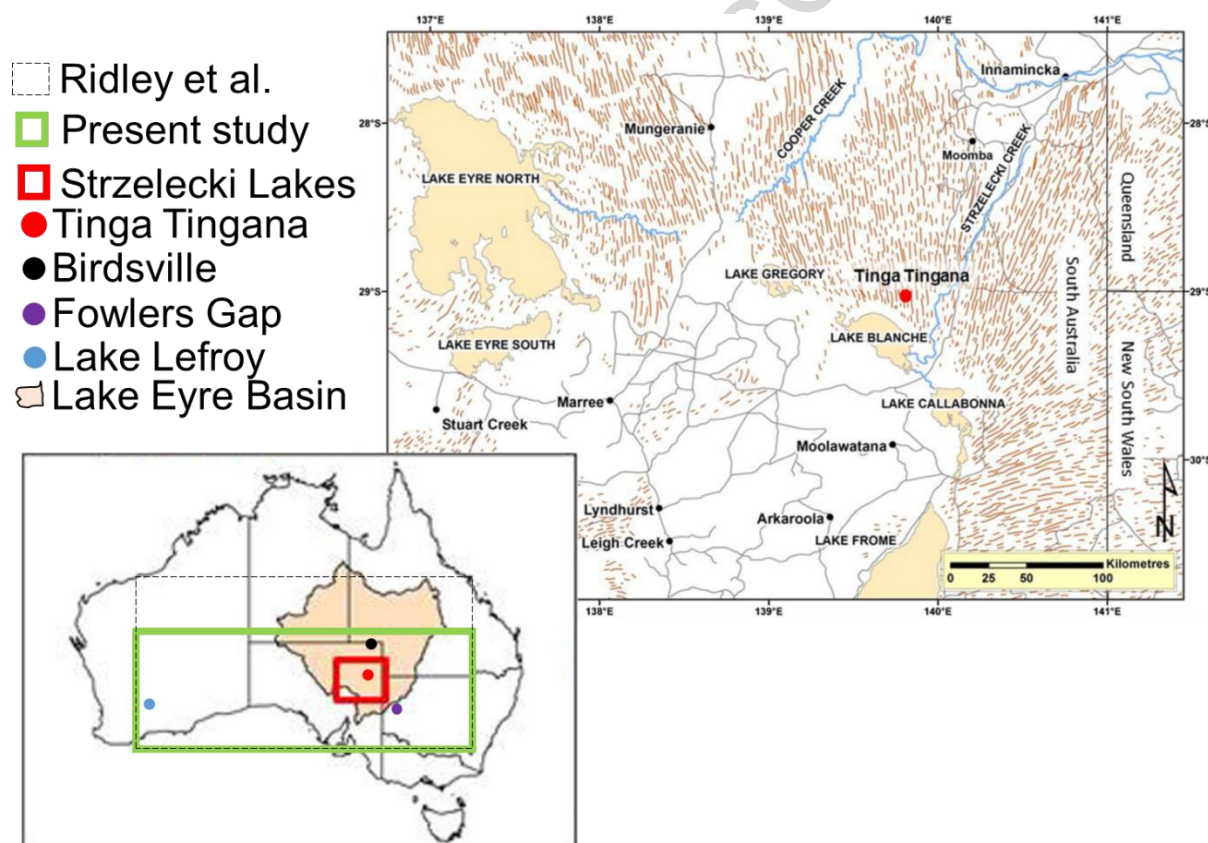 Ridley et al.
Present study
Strzelecki Lakes
Tinga Tingana
Birdsville
Fowlers Gap
Lake Lefroy
Lake Eyre Basin
137°E
138°E
139°E
140°E
141°E
Innamincka
28°S
28°S
Mungeranie
COOPER CREEK
Moomba
STRZELECKI CREEK
LAKE EYRE NORTH
Queensland
South Australia
LAKE GREGORY
Tinga Tingana
29°S
29°S
LAKE BLANCHE
LAKE EYRE SOUTH
New South Wales
Marree
LAKE CALLABONNA
Stuart Creek
Moolawatana
30°S
Lyndhurst
Arkaroola
LAKE FROME
Leigh Creek
N
Kilometres
0 25 50 100
138°E
139°E
140°E
141°E